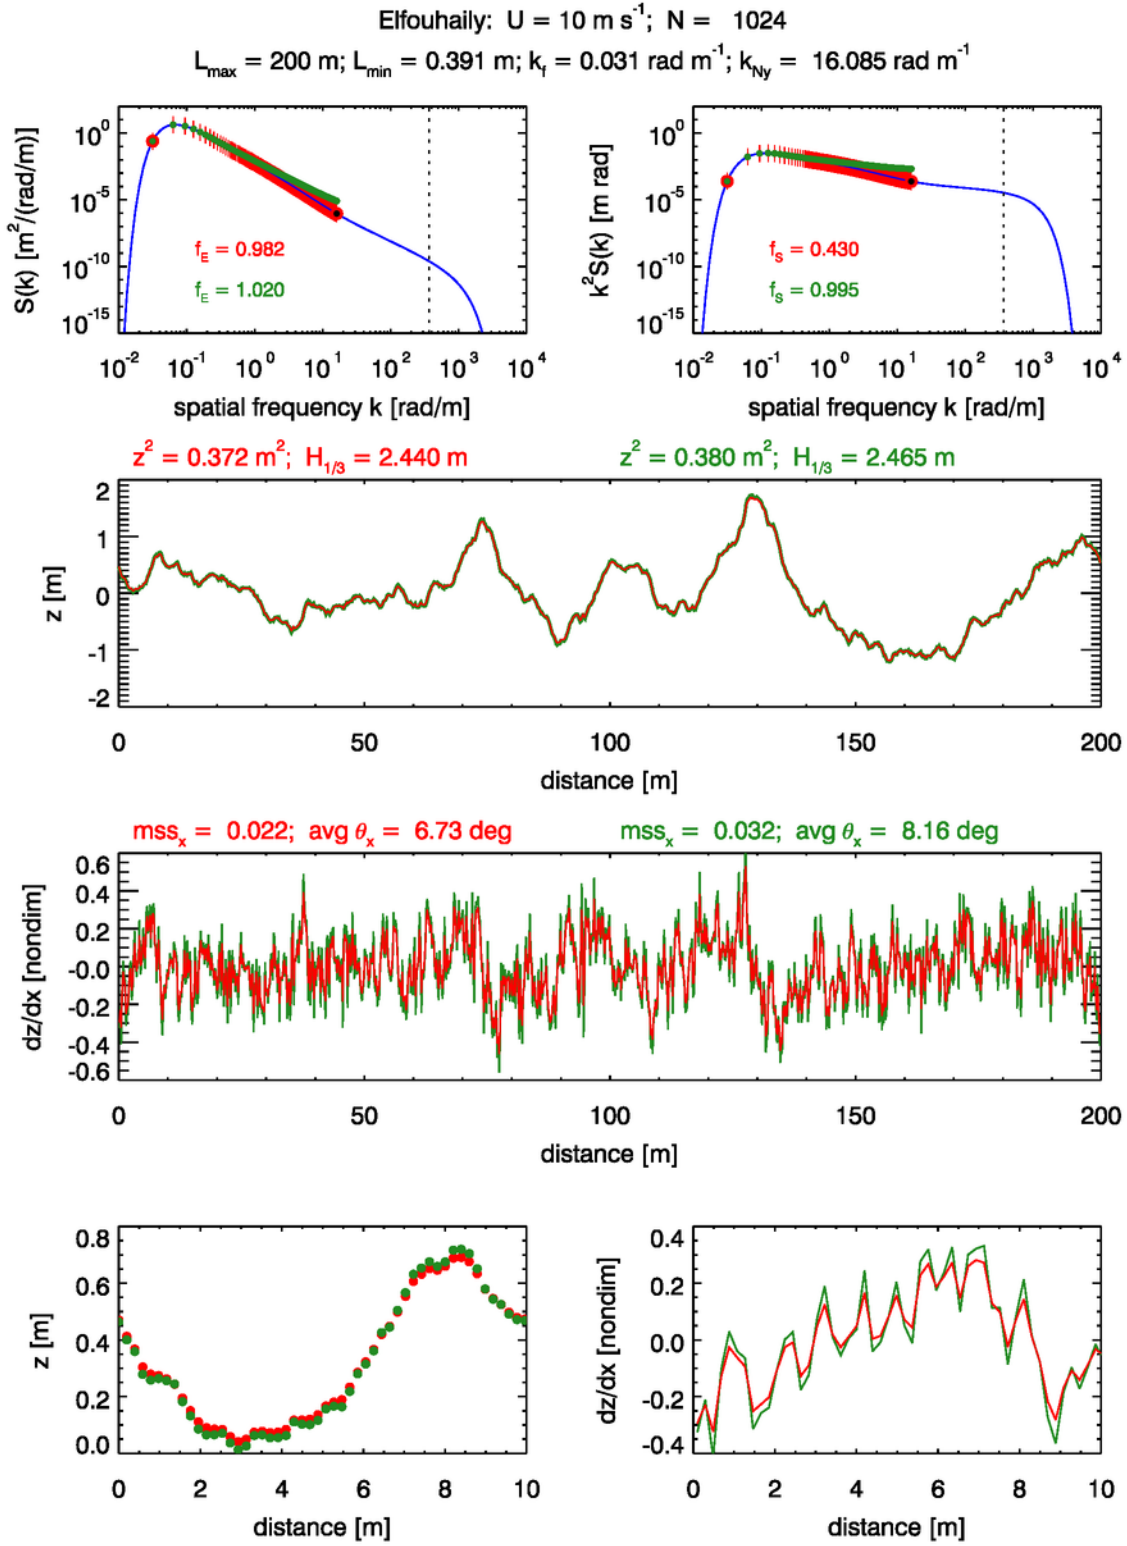 Elfouhaily: U = 10 m s⁻¹; N = 1024
Lmax = 200 m; Lmin = 0.391 m; kf = 0.031 rad m⁻¹; kNy = 16.085 rad m⁻¹
S(k) [m²/(rad/m)]
10⁰
10⁻⁵
10⁻¹⁰
10⁻¹⁵
fE = 0.982
fE = 1.020
10⁻² 10⁻¹ 10⁰ 10¹ 10² 10³ 10⁴
spatial frequency k [rad/m]
k²S(k) [m rad]
10⁰
10⁻⁵
10⁻¹⁰
10⁻¹⁵
fS = 0.430
fS = 0.995
10⁻² 10⁻¹ 10⁰ 10¹ 10² 10³ 10⁴
spatial frequency k [rad/m]
z² = 0.372 m²; H1/3 = 2.440 m
z² = 0.380 m²; H1/3 = 2.465 m
z [m]
2
1
0
-1
-2
0 50 100 150 200
distance [m]
mssx = 0.022; avg θx = 6.73 deg
mssx = 0.032; avg θx = 8.16 deg
dz/dx [nondim]
0.6
0.4
0.2
-0.0
-0.2
-0.4
-0.6
0 50 100 150 200
distance [m]
z [m]
0.8
0.6
0.4
0.2
0.0
0 2 4 6 8 10
distance [m]
dz/dx [nondim]
0.4
0.2
0.0
-0.2
-0.4
0 2 4 6 8 10
distance [m]